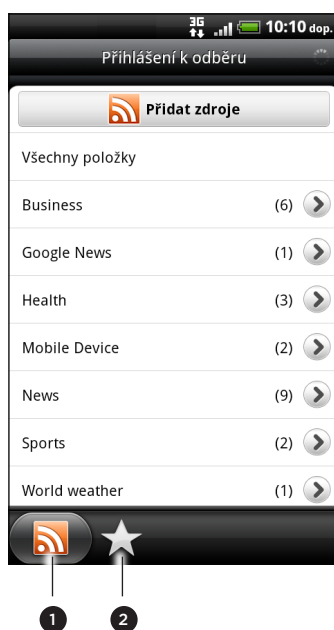 3G 10:10 dop.
Přihlášení k odběru
Přidat zdroje
Všechny položky
Business (6)
Google News (1)
Health (3)
Mobile Device (2)
News (9)
Sports (2)
World weather (1)
1 2